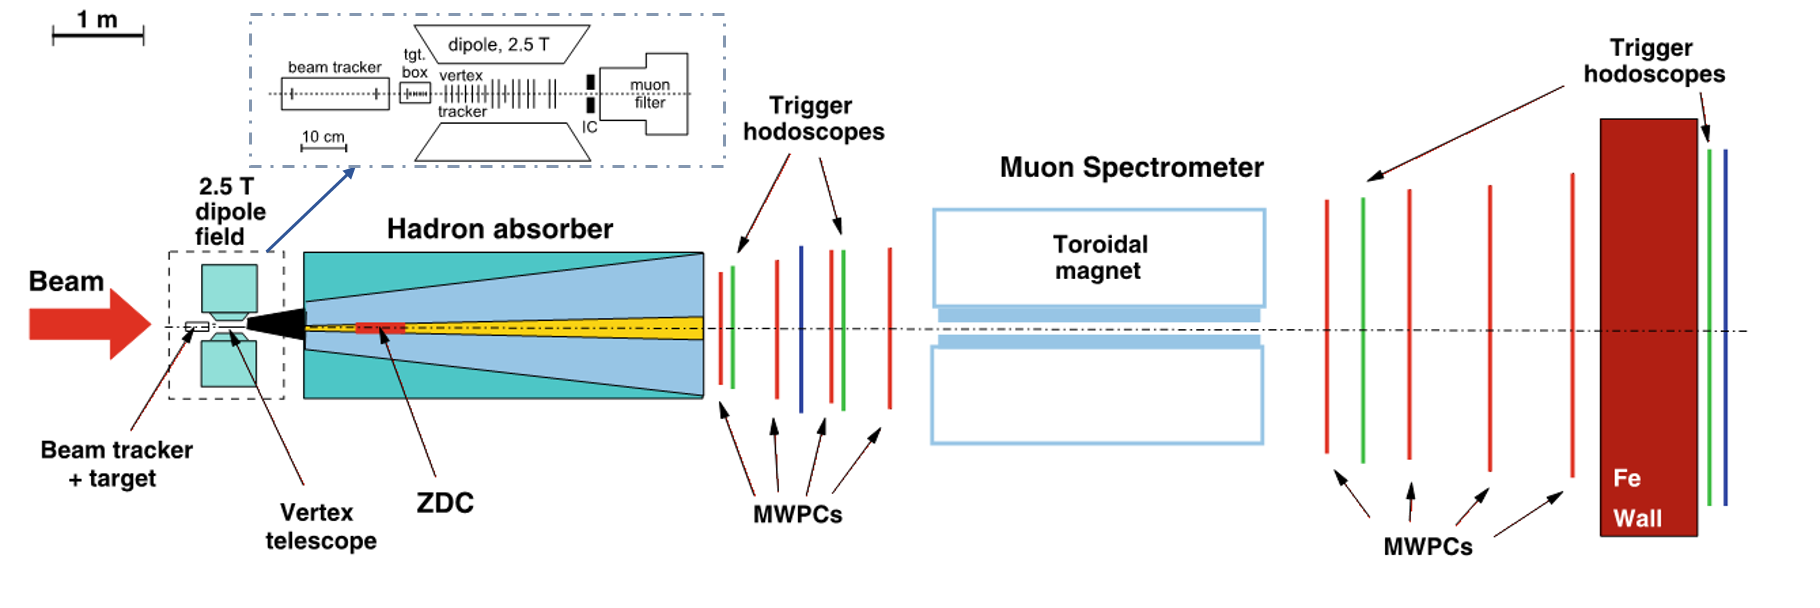 1 m
dipole, 2.5 T
tgt.
box
beam tracker
vertex
tracker
muon
filter
IC
10 cm
Trigger
hodoscopes
Trigger
hodoscopes
2.5 T
dipole
field
Hadron absorber
Muon Spectrometer
Toroidal
magnet
Beam
Beam tracker
+ target
Vertex
telescope
ZDC
MWPCs
MWPCs
Fe
Wall